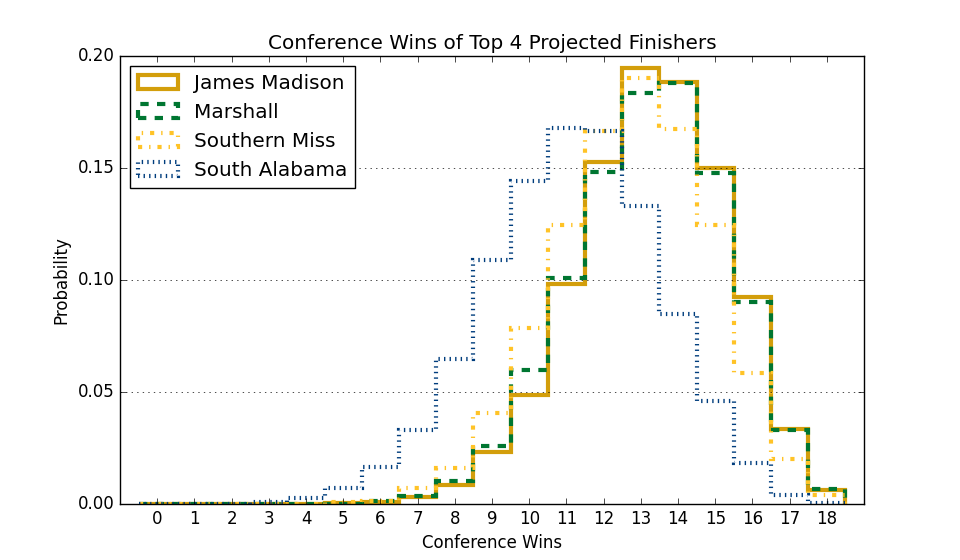 Conference Wins of Top 4 Projected Finishers
James Madison
Marshall
Southern Miss
South Alabama
0.20
0.15
0.10
0.05
0.00
Probability
0 1 2 3 4 5 6 7 8 9 10 11 12 13 14 15 16 17 18
Conference Wins